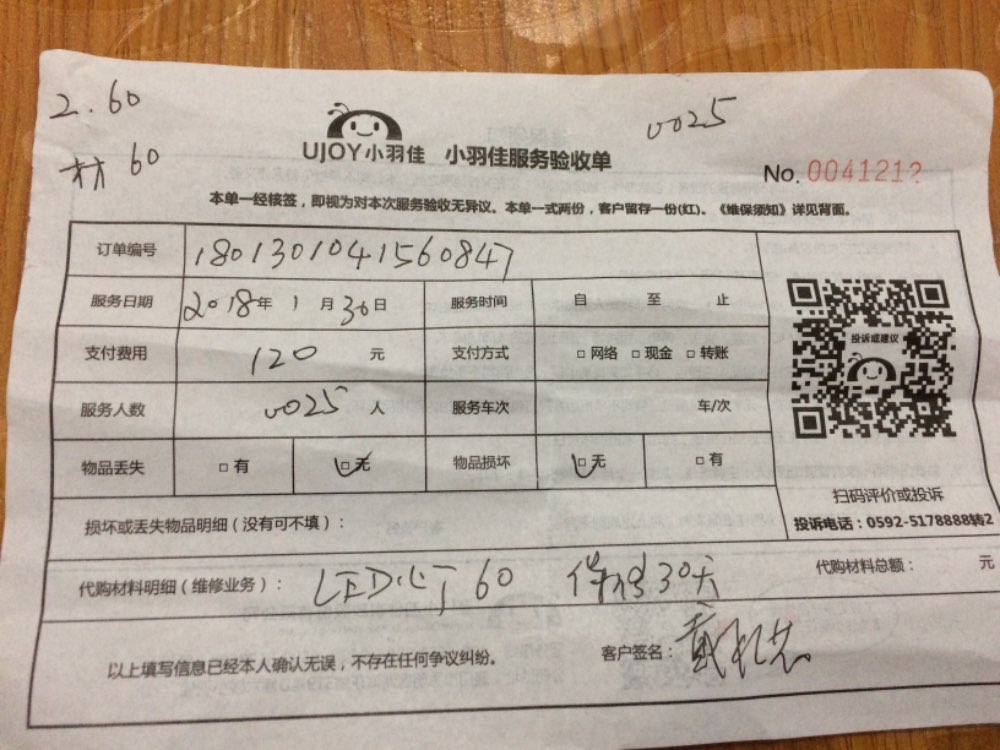 2.60
0025
材 60
UJOY小羽佳 小羽佳服务验收单
No. 0041212
本单一经核签，即视为对本次服务验收无异议。本单一式两份，客户留存一份(红)。《维保须知》详见背面。
订单编号 1801301041560847
服务日期 2018年 1 月 30日 服务时间 自 至 止
支付费用 120 元 支付方式 □网络 □现金 □转账
投诉或建议
服务人数 0025 人 服务车次 车/次
物品丢失 □有 □无 物品损坏 □无 □有
扫码评价或投诉
损坏或丢失物品明细（没有可不填）：
投诉电话：0592-5178888转2
代购材料明细（维修业务）： LED灯 60 保修30天 代购材料总额： 元
以上填写信息已经本人确认无误，不存在任何争议纠纷。 客户签名： 戴